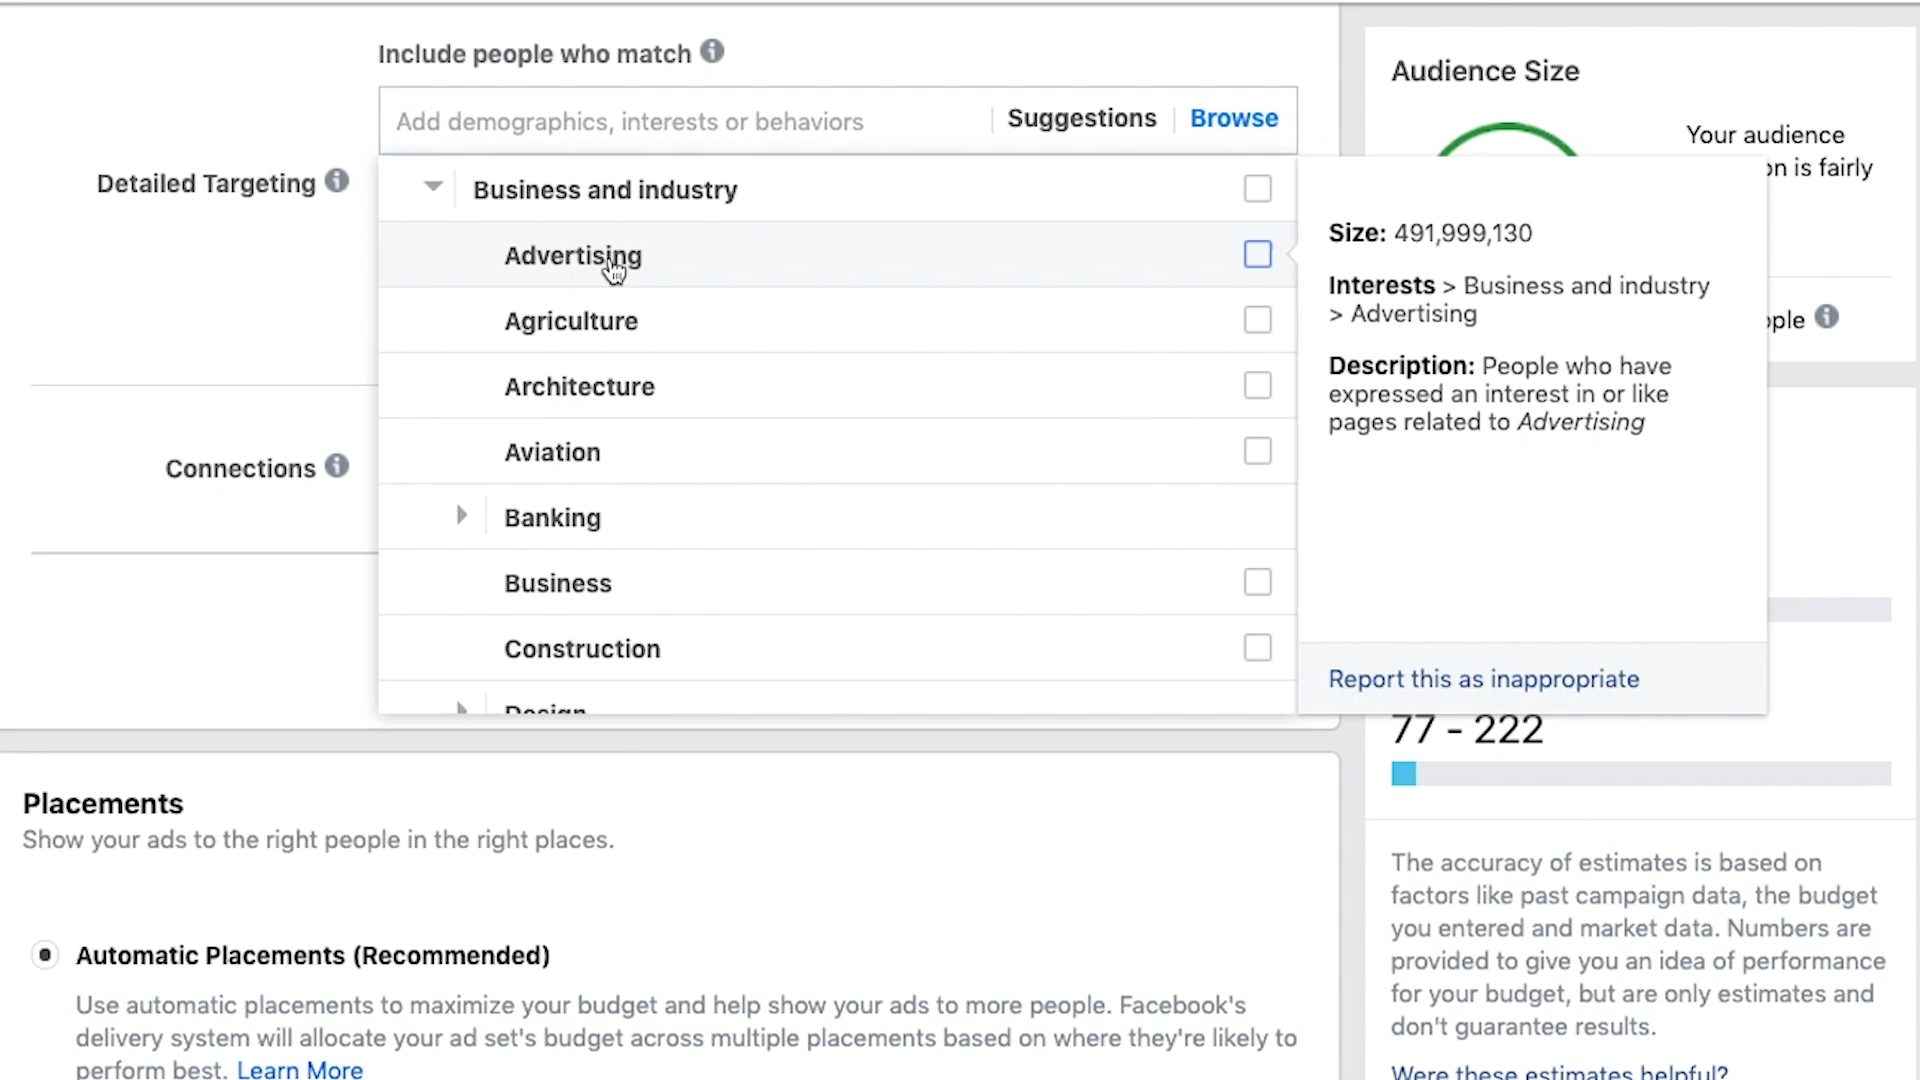 Include people who match
Add demographics, interests or behaviors
Suggestions
Browse
Detailed Targeting
Business and industry
Advertising
Agriculture
Architecture
Aviation
Banking
Business
Construction
Design
Connections
Size: 491,999,130
Interests > Business and industry
> Advertising
Description: People who have
expressed an interest in or like
pages related to Advertising
Report this as inappropriate
Audience Size
Your audience
is fairly
77 - 222
The accuracy of estimates is based on
factors like past campaign data, the budget
you entered and market data. Numbers are
provided to give you an idea of performance
for your budget, but are only estimates and
don't guarantee results.
Were these estimates helpful?
Placements
Show your ads to the right people in the right places.
Automatic Placements (Recommended)
Use automatic placements to maximize your budget and help show your ads to more people. Facebook's
delivery system will allocate your ad set's budget across multiple placements based on where they're likely to
perform best. Learn More